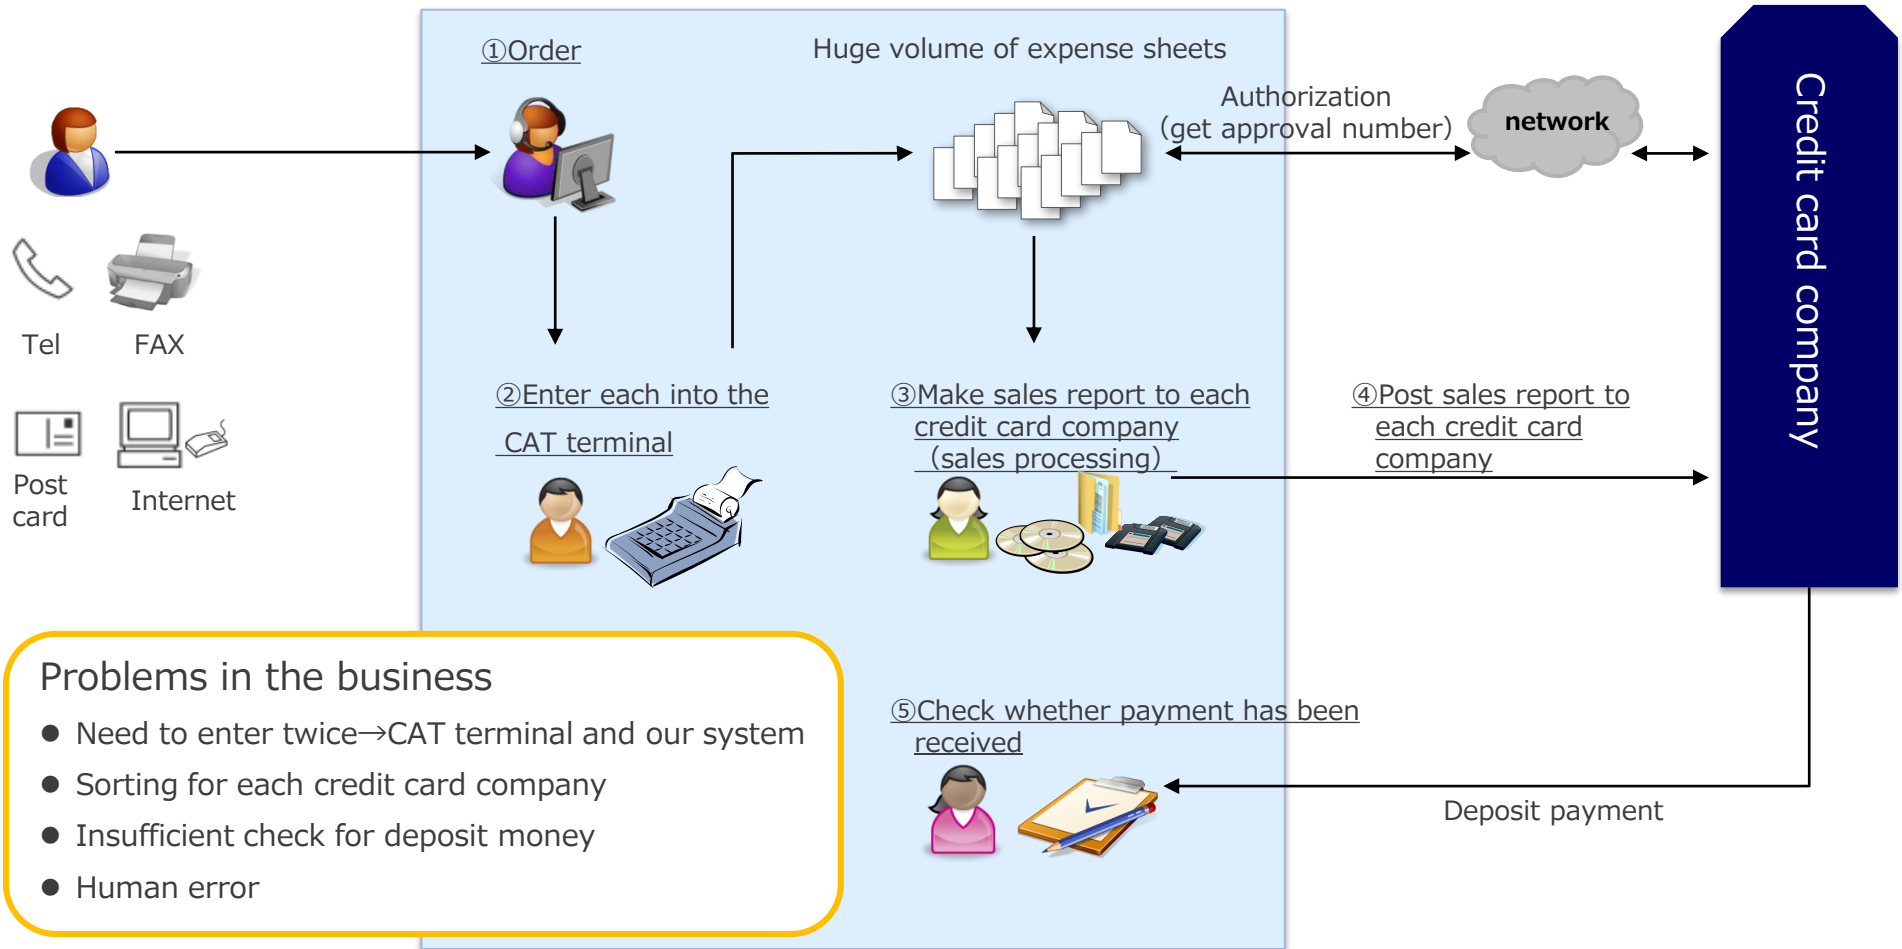 ①Order
Huge volume of expense sheets
Authorization
（get approval number）
network
Credit card company
Tel
FAX
Post
card
Internet
②Enter each into the
CAT terminal
③Make sales report to each
credit card company
（sales processing）
④Post sales report to
each credit card
company
Problems in the business
● Need to enter twice→CAT terminal and our system
● Sorting for each credit card company
● Insufficient check for deposit money
● Human error
⑤Check whether payment has been
received
Deposit payment